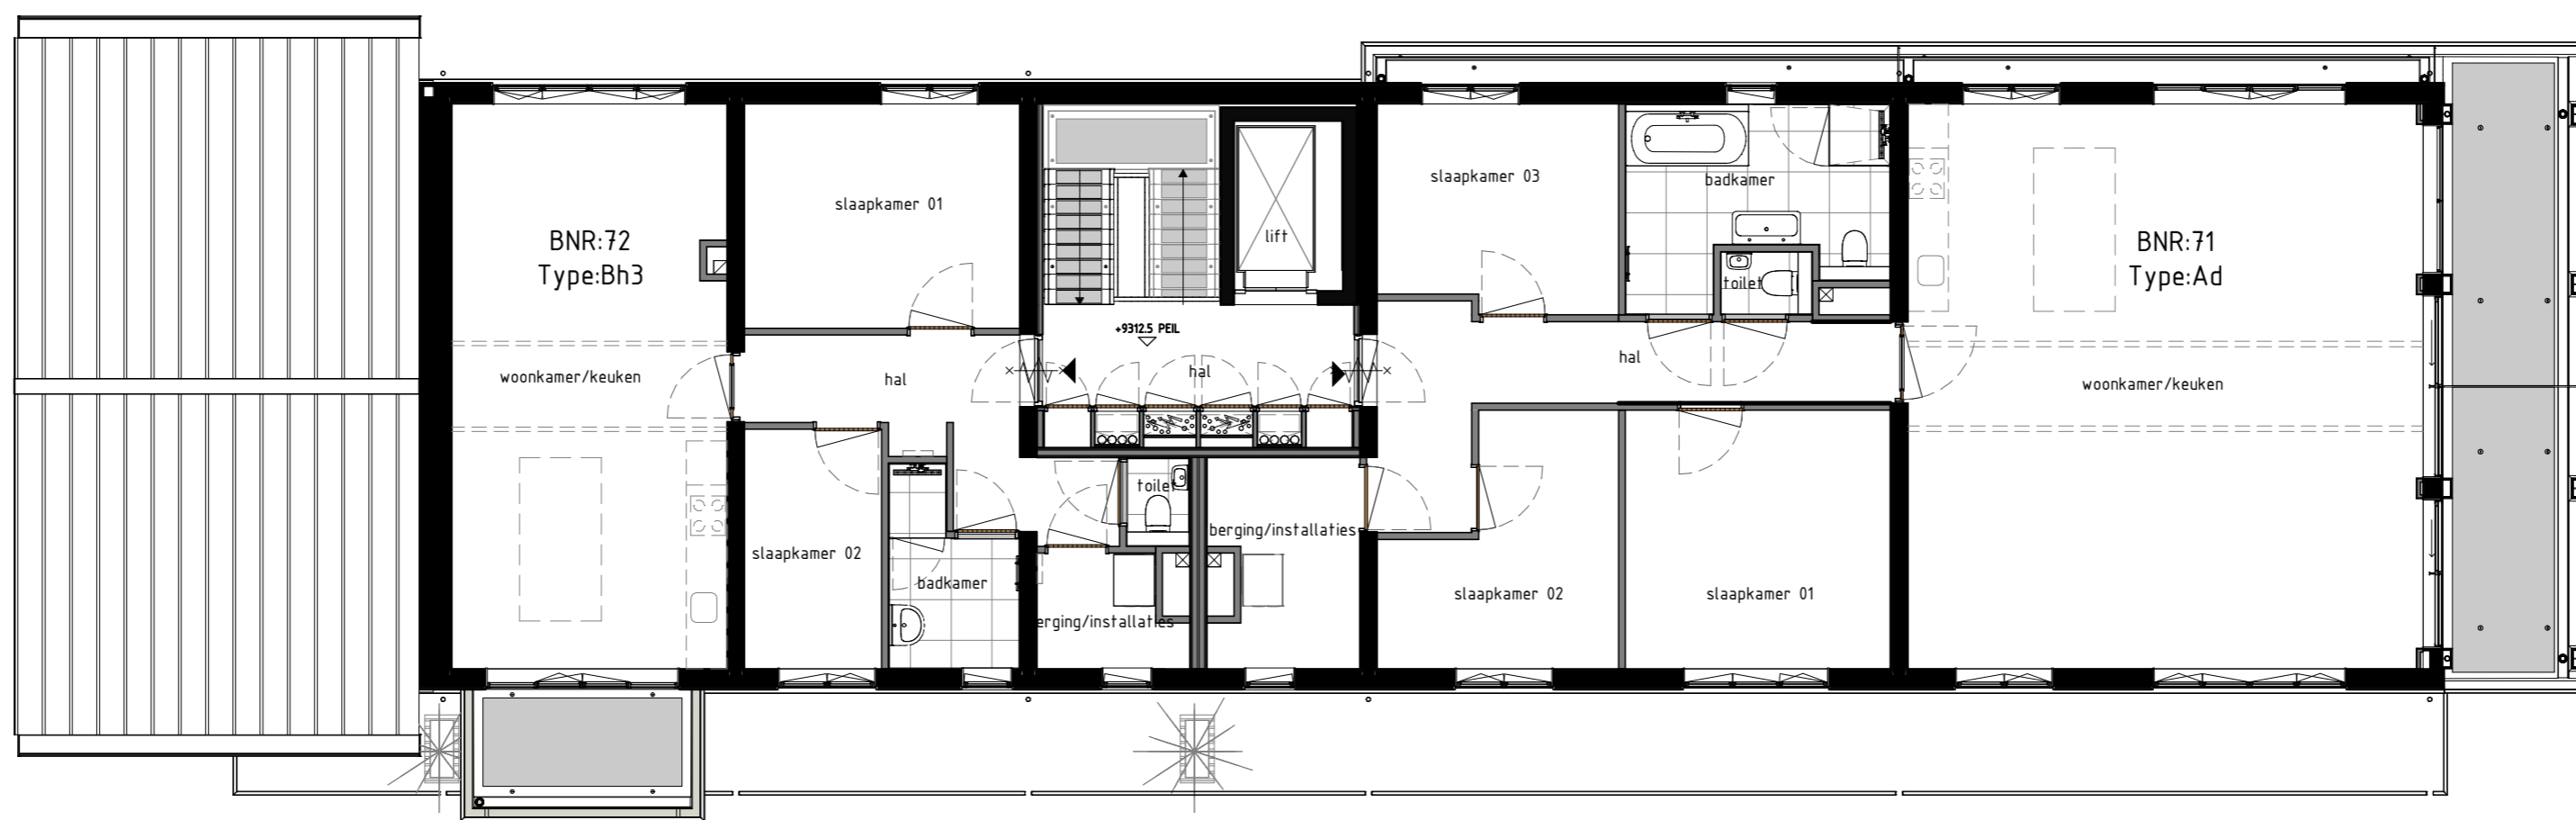 slaapkamer 03
badkamer
slaapkamer 01
BNR:72
Type:Bh3
lift
BNR:71
Type:Ad
toilet
+9312.5 PEIL
hal
hal
hal
woonkamer/keuken
woonkamer/keuken
toilet
berging/installaties
slaapkamer 02
badkamer
slaapkamer 02
slaapkamer 01
erging/installaties